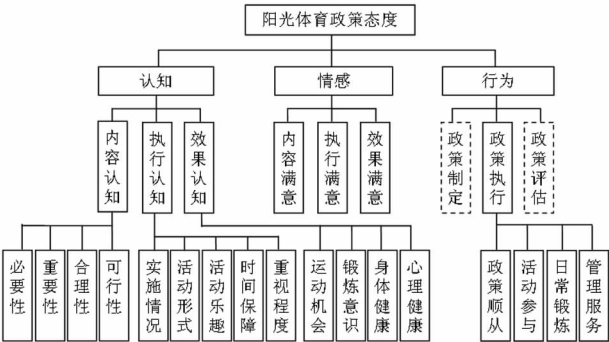 阳光体育政策态度
认知
情感
行为
内容认知
执行认知
效果认知
内容满意
执行满意
效果满意
政策制定
政策执行
政策评估
必要性
重要性
合理性
可行性
实施情况
活动形式
活动乐趣
时间保障
重视程度
运动机会
锻炼意识
身体健康
心理健康
政策顺从
活动参与
日常锻炼
管理服务